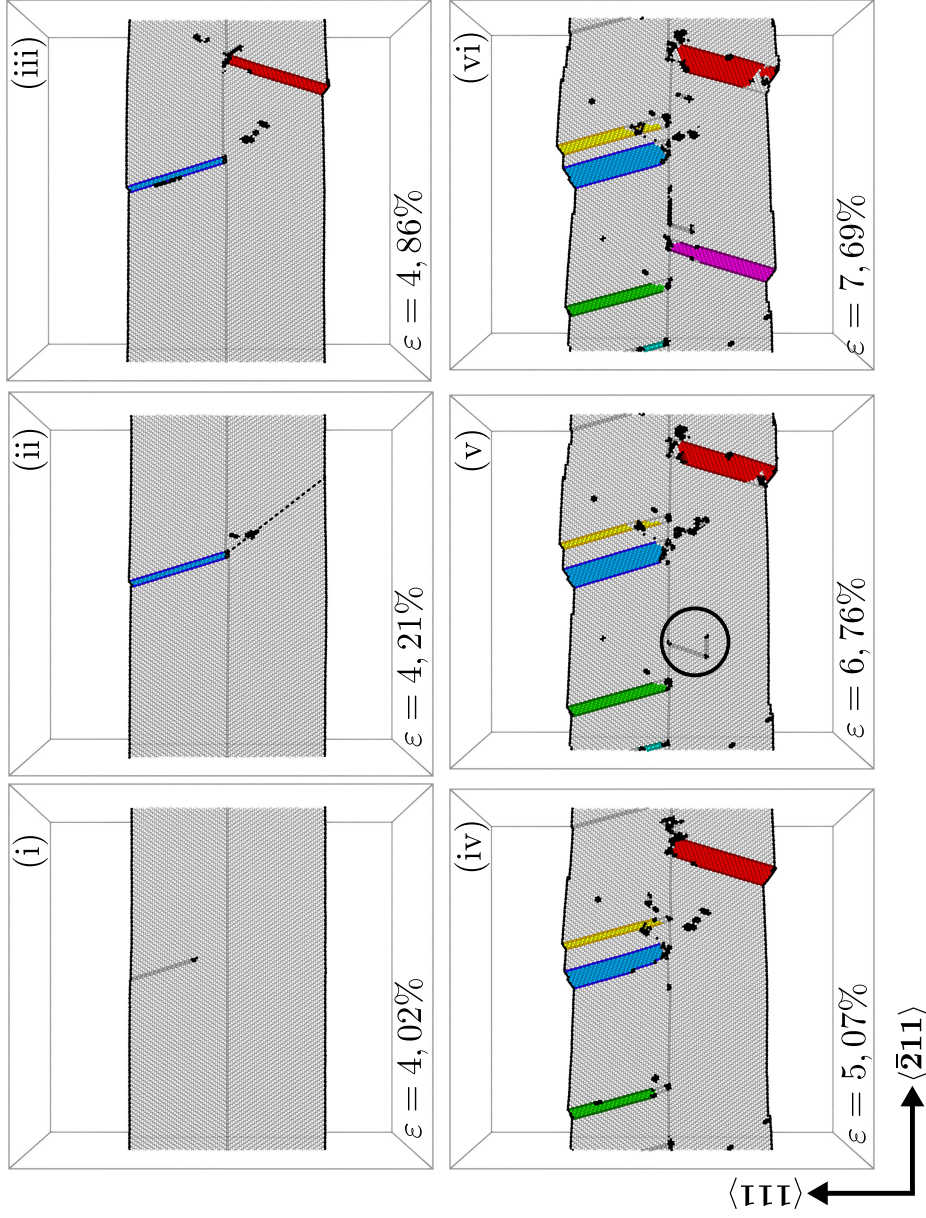 (i)
ε = 4,02%
(ii)
ε = 4,21%
(iii)
ε = 4,86%
(iv)
ε = 5,07%
(v)
ε = 6,76%
(vi)
ε = 7,69%
⟨111⟩
⟨2̄11⟩